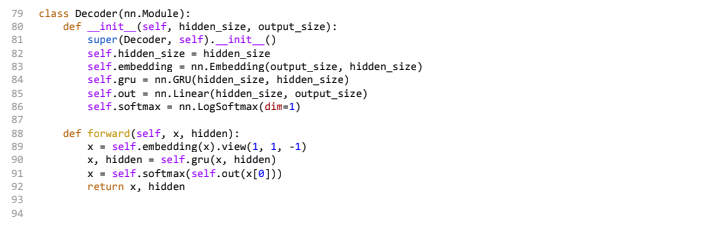 79 class Decoder(nn.Module):
80     def __init__(self, hidden_size, output_size):
81         super(Decoder, self).__init__()
82         self.hidden_size = hidden_size
83         self.embedding = nn.Embedding(output_size, hidden_size)
84         self.gru = nn.GRU(hidden_size, hidden_size)
85         self.out = nn.Linear(hidden_size, output_size)
86         self.softmax = nn.LogSoftmax(dim=1)
87
88     def forward(self, x, hidden):
89         x = self.embedding(x).view(1, 1, -1)
90         x, hidden = self.gru(x, hidden)
91         x = self.softmax(self.out(x[0]))
92         return x, hidden
93
94